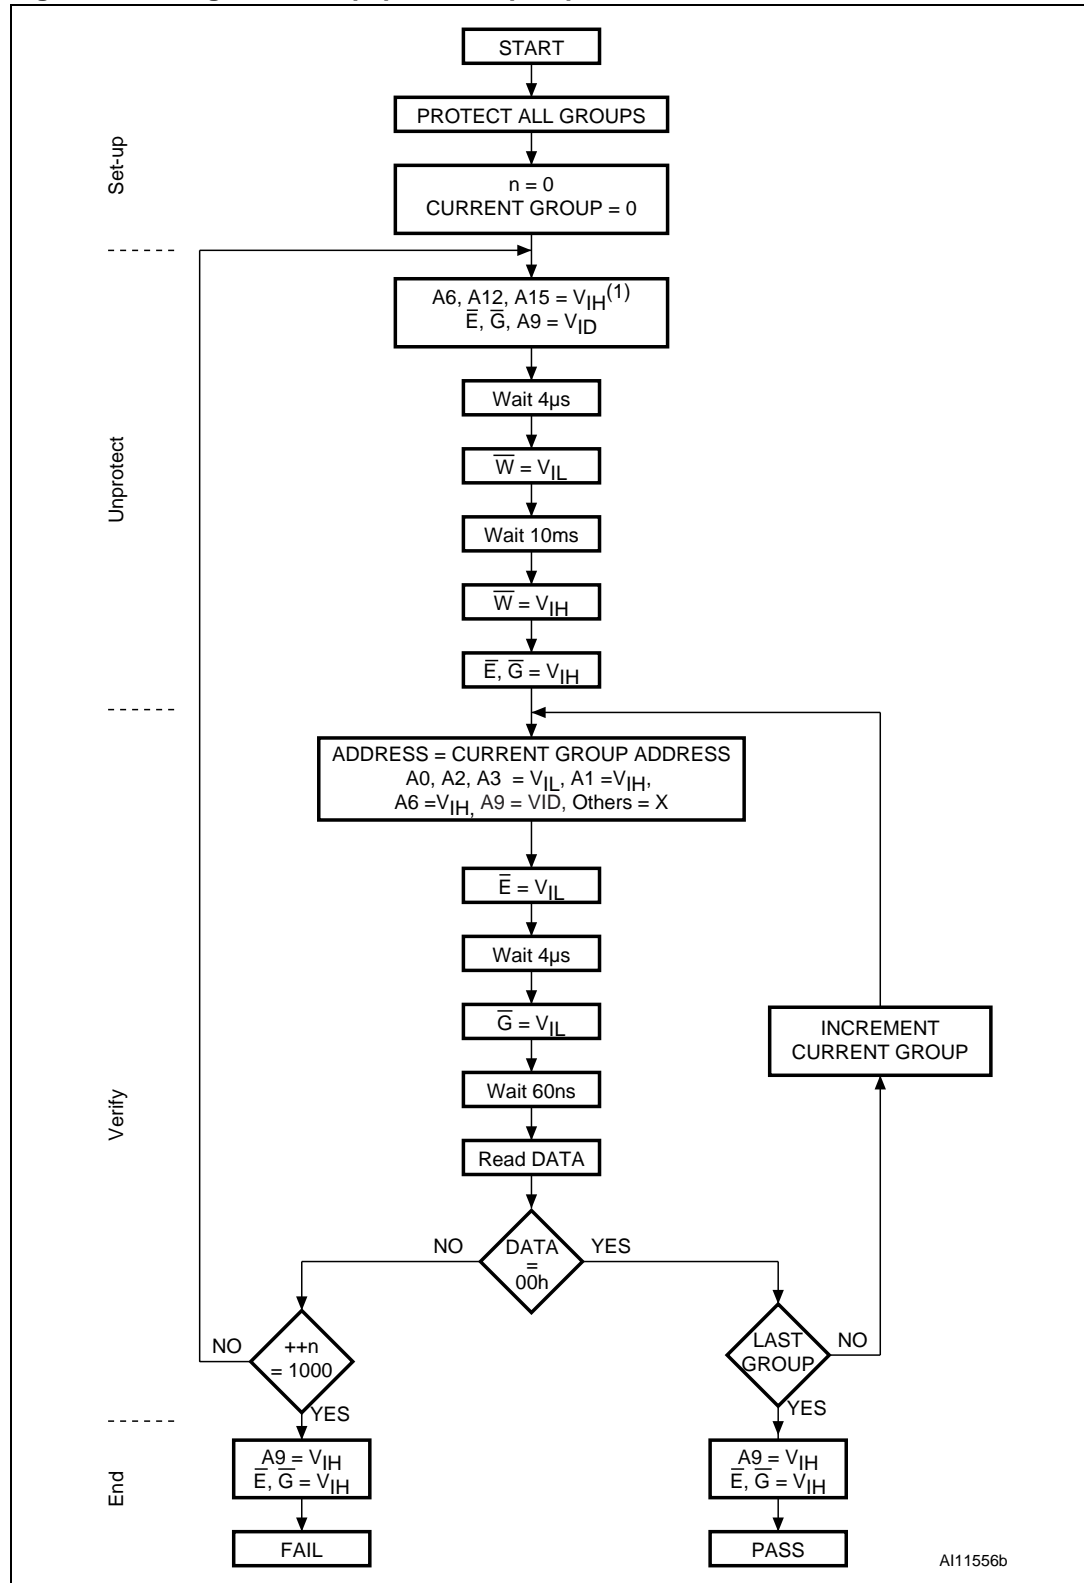 START
PROTECT ALL GROUPS
Set-up
n = 0
CURRENT GROUP = 0
A6, A12, A15 = VIH(1)
E̅, G̅, A9 = VID
Wait 4µs
Unprotect
W̅ = VIL
Wait 10ms
W̅ = VIH
E̅, G̅ = VIH
ADDRESS = CURRENT GROUP ADDRESS
A0, A2, A3 = VIL, A1 =VIH,
A6 =VIH, A9 = VID, Others = X
E̅ = VIL
Wait 4µs
G̅ = VIL
INCREMENT
CURRENT GROUP
Wait 60ns
Verify
Read DATA
NO
YES
DATA
=
00h
NO
++n
= 1000
LAST
GROUP
NO
YES
YES
End
A9 = VIH
E̅, G̅ = VIH
A9 = VIH
E̅, G̅ = VIH
FAIL
PASS
AI11556b